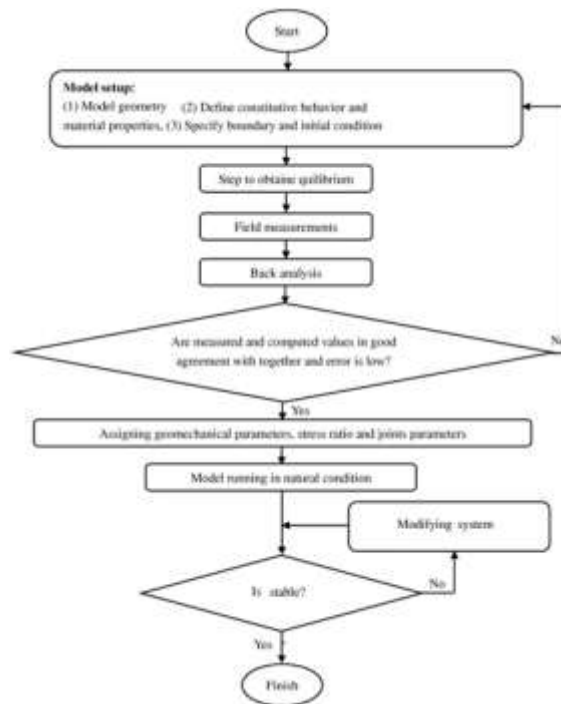 Start
Model setup:
(1) Model geometry (2) Define constitutive behavior and
material properties, (3) Specify boundary and initial condition
Step to obtaine quilibrium
Field measurements
Back analysis
Are measured and computed values in good
agreement with together and error is low?
No
Yes
Assigning geomechanical parameters, stress ratio and joints parameters
Model running in natural condition
Modifying system
Is stable?
No
Yes
Finish